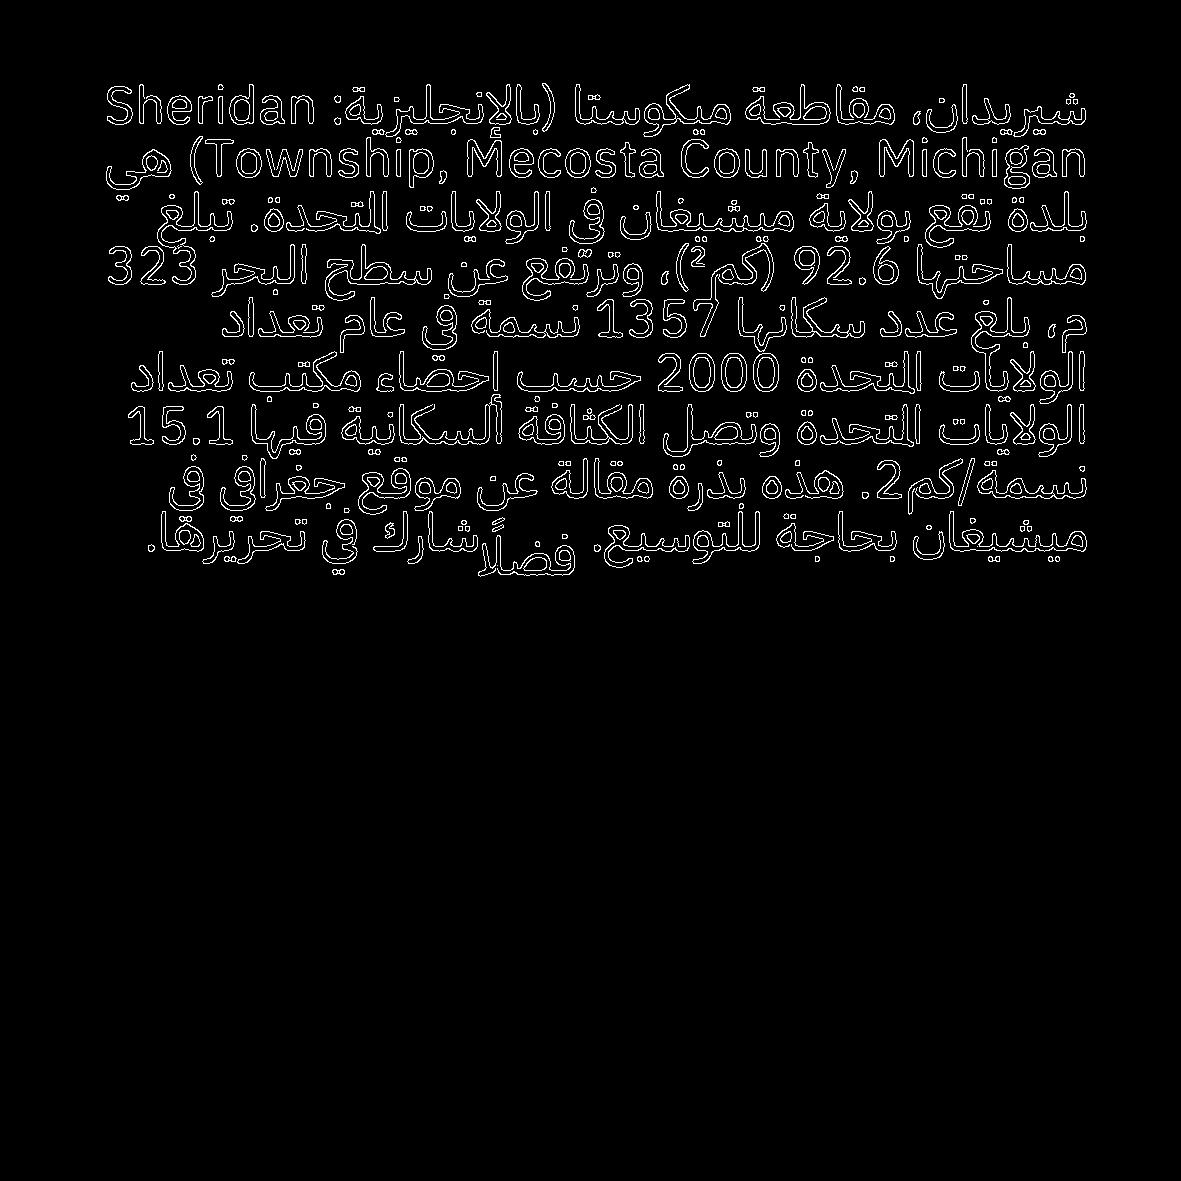 شيريدان، مقاطعة ميكوستا (بالإنجليزية: Sheridan
Township, Mecosta County, Michigan) هي
بلدة تقع بولاية ميشيغان في الولايات المتحدة. تبلغ
مساحتها 92.6 (كم²)، وترتفع عن سطح البحر 323
م، بلغ عدد سكانها 1357 نسمة في عام تعداد
الولايات المتحدة 2000 حسب إحصاء مكتب تعداد
الولايات المتحدة وتصل الكثافة السكانية فيها 15.1
نسمة/كم2. هذه بذرة مقالة عن موقع جغرافي في
ميشيغان بحاجة للتوسيع. فضلًا شارك في تحريرها.